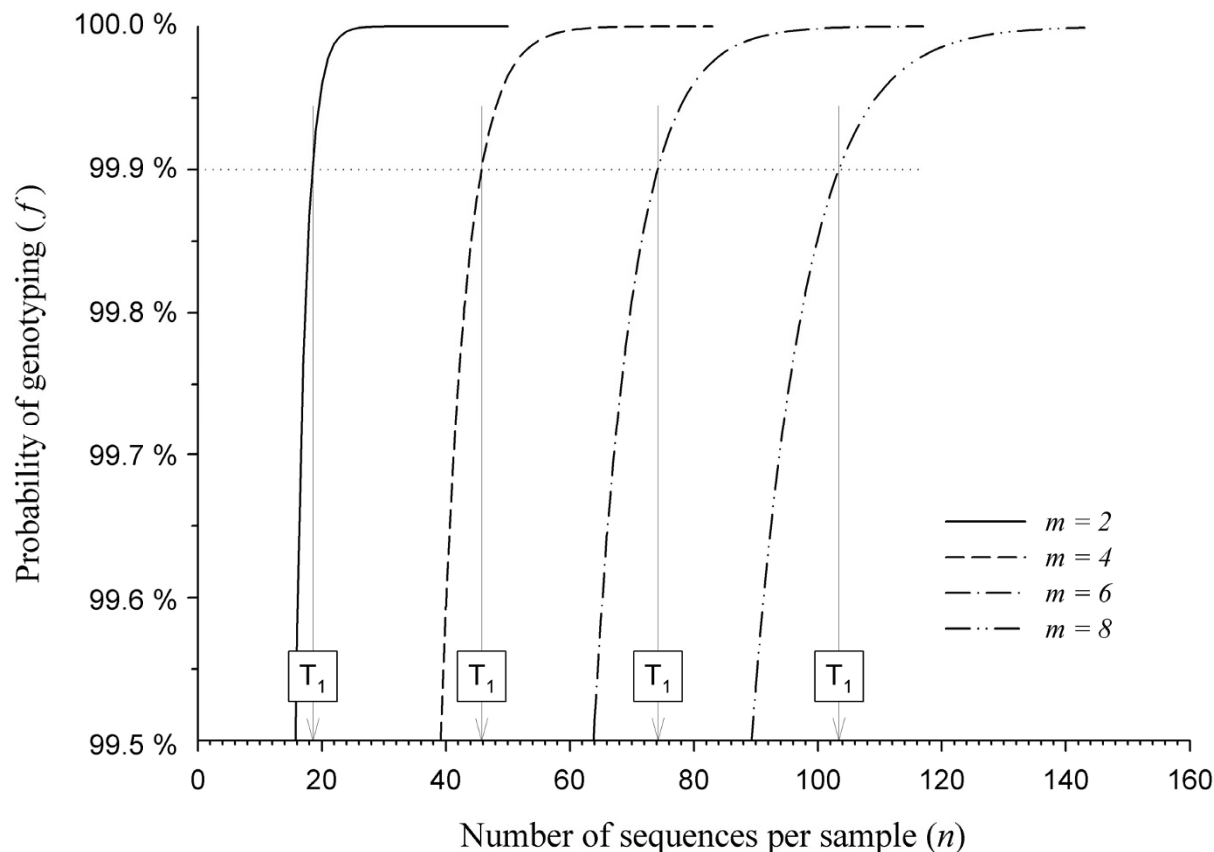 100.0 %
99.9 %
99.8 %
99.7 %
99.6 %
99.5 %
Probability of genotyping (f)
m = 2
m = 4
m = 6
m = 8
T1 T1 T1 T1
0 20 40 60 80 100 120 140 160
Number of sequences per sample (n)